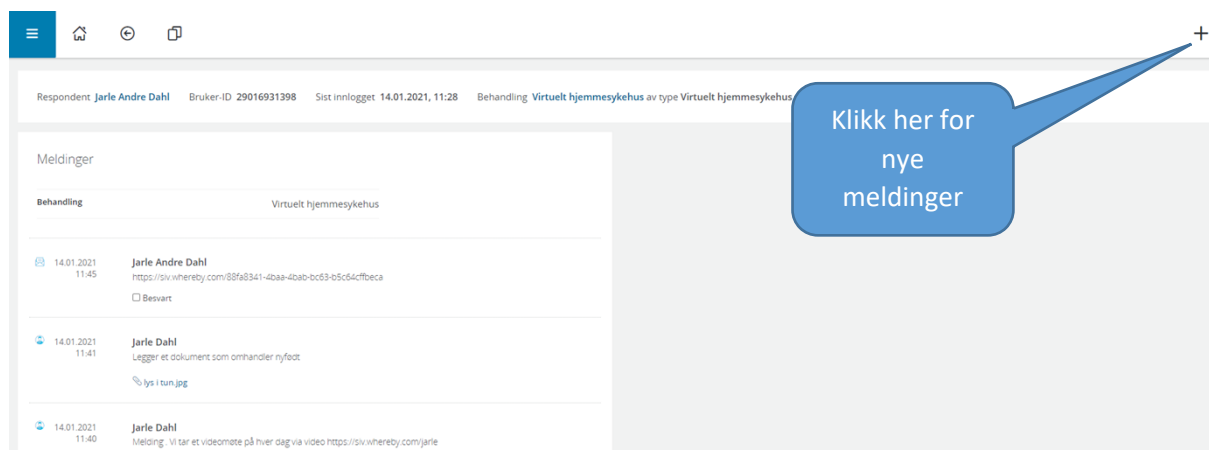 Respondent Jarle Andre Dahl Bruker-ID 29016931398 Sist innlogget 14.01.2021, 11:28 Behandling Virtuelt hjemmesykehus av type Virtuelt hjemmesykehus
Klikk her for
nye
meldinger
Meldinger
Behandling Virtuelt hjemmesykehus
14.01.2021 Jarle Andre Dahl
11:45 https://siv.whereby.com/88fa8341-4baa-4bab-bc63-b5c64cffbeca
Besvart
14.01.2021 Jarle Dahl
11:41 Legger et dokument som omhandler nyfødt
lys i tun.jpg
14.01.2021 Jarle Dahl
11:40 Melding . Vi tar et videomøte på hver dag via video https://siv.whereby.com/jarle